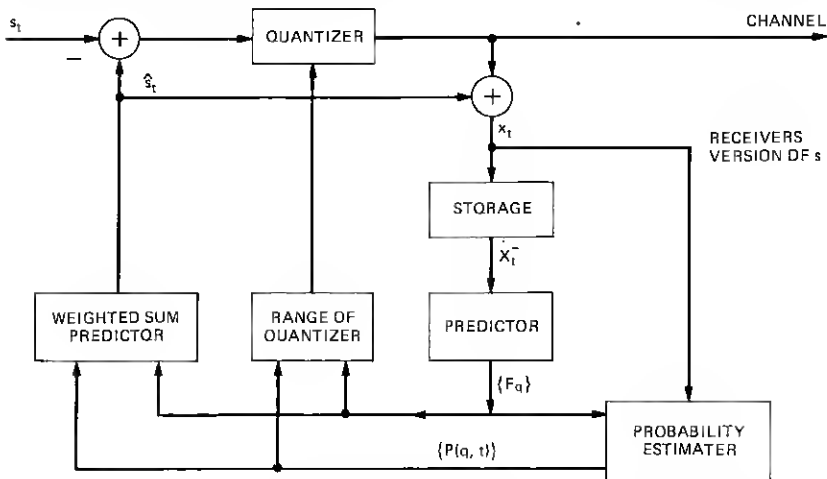 s_t
QUANTIZER
CHANNEL
+
−
ŝ_t
+
x_t
RECEIVERS
VERSION OF s
STORAGE
X_t^-
WEIGHTED SUM
PREDICTOR
RANGE OF
QUANTIZER
PREDICTOR
{F_q}
{P(q, t)}
PROBABILITY
ESTIMATER